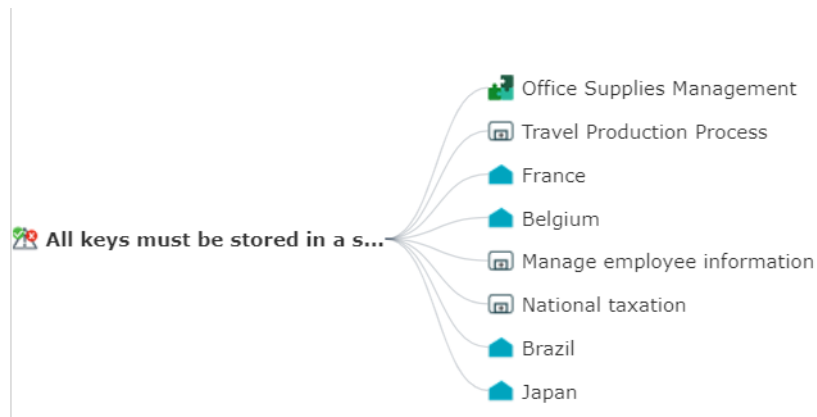 Office Supplies Management
Travel Production Process
France
Belgium
All keys must be stored in a s...
Manage employee information
National taxation
Brazil
Japan